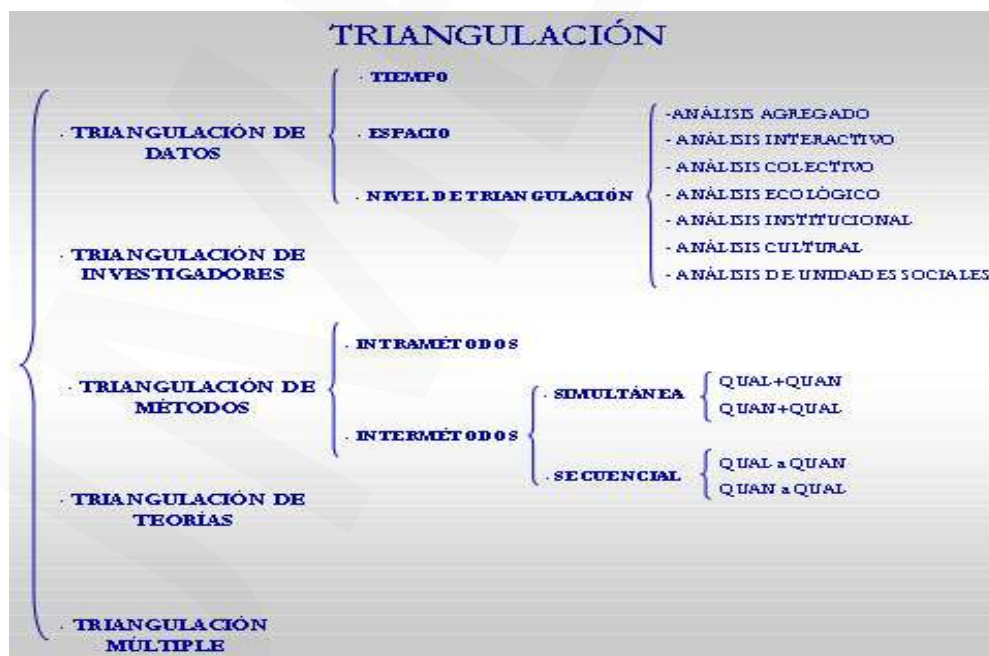 TRIANGULACIÓN
· TRIANGULACIÓN DE
DATOS
· TIEMPO
· ESPACIO
· NIVEL DE TRIANGULACIÓN
-ANÁLISIS AGREGADO
- ANÁLISIS INTERACTIVO
- ANÁLISIS COLECTIVO
- ANÁLISIS ECOLÓGICO
- ANÁLISIS INSTITUCIONAL
- ANÁLISIS CULTURAL
- ANÁLISIS DE UNIDADES SOCIALES
· TRIANGULACIÓN DE
INVESTIGADORES
· TRIANGULACIÓN DE
MÉTODOS
· INTRAMÉTODOS
· INTERMÉTODOS
· SIMULTÁNEA
QUAL+QUAN
QUAN+QUAL
· SECUENCIAL
QUAL a QUAN
QUAN a QUAL
· TRIANGULACIÓN DE
TEORÍAS
· TRIANGULACIÓN
MÚLTIPLE